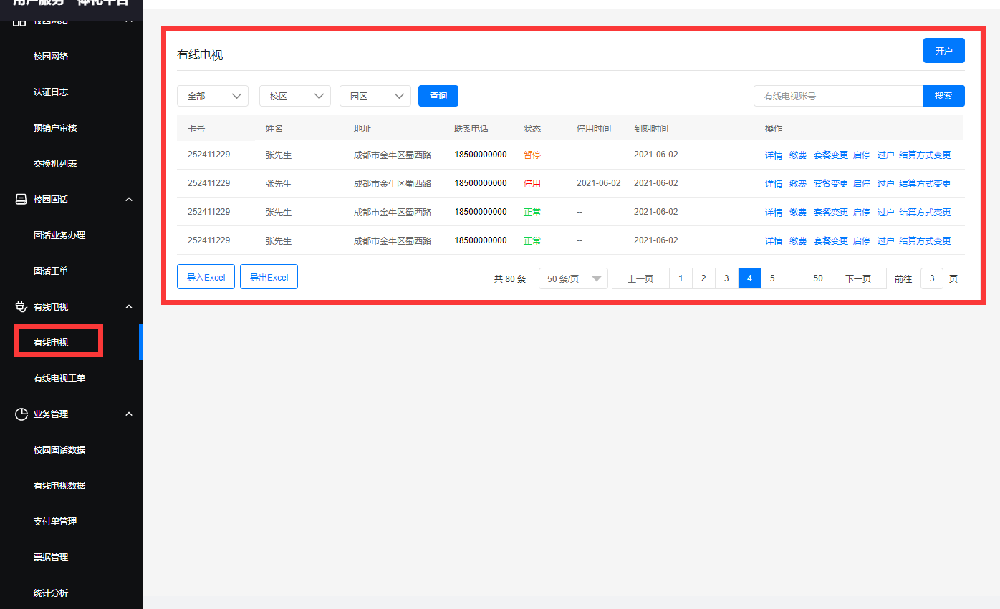 用户服务一体化平台
校园网络
校园网络
认证日志
预销户审核
交换机列表
校园固话
固话业务办理
固话工单
有线电视
有线电视
有线电视工单
业务管理
校园固话数据
有线电视数据
支付单管理
票据管理
统计分析
有线电视 开户
全部 校区 园区 查询 有线电视账号... 搜索
卡号 姓名 地址 联系电话 状态 停用时间 到期时间 操作
252411229 张先生 成都市金牛区蜀西路 18500000000 暂停 -- 2021-06-02 详情 缴费 套餐变更 启停 过户 结算方式变更
252411229 张先生 成都市金牛区蜀西路 18500000000 停用 2021-06-02 2021-06-02 详情 缴费 套餐变更 启停 过户 结算方式变更
252411229 张先生 成都市金牛区蜀西路 18500000000 正常 -- 2021-06-02 详情 缴费 套餐变更 启停 过户 结算方式变更
252411229 张先生 成都市金牛区蜀西路 18500000000 正常 -- 2021-06-02 详情 缴费 套餐变更 启停 过户 结算方式变更
导入Excel 导出Excel 共 80 条 50 条/页 上一页 1 2 3 4 5 ··· 50 下一页 前往 3 页